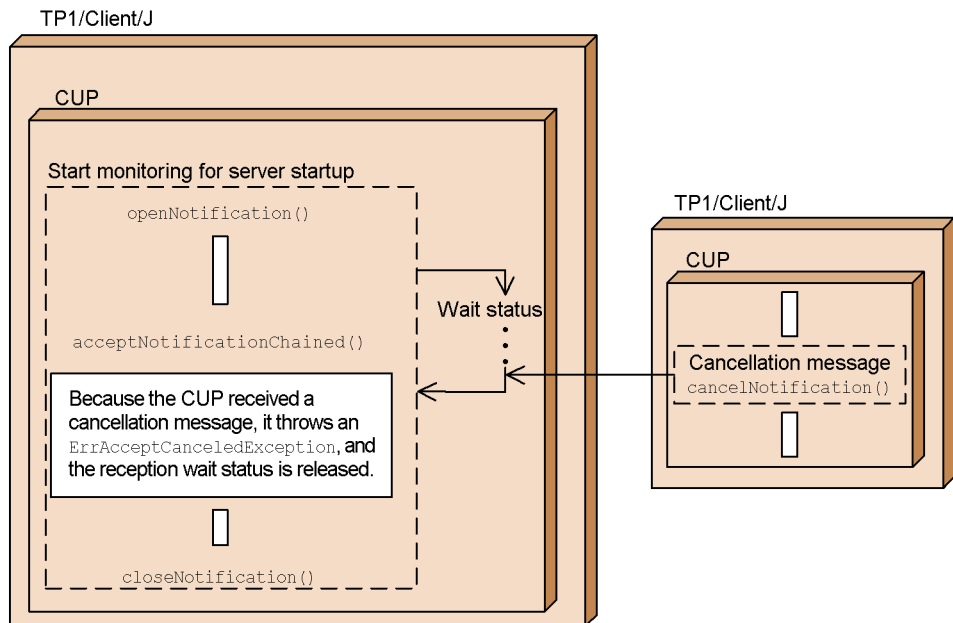 TP1/Client/J
CUP
Start monitoring for server startup
openNotification()
Wait status
acceptNotificationChained()
Because the CUP received a
cancellation message, it throws an
ErrAcceptCanceledException, and
the reception wait status is released.
closeNotification()
TP1/Client/J
CUP
Cancellation message
cancelNotification()